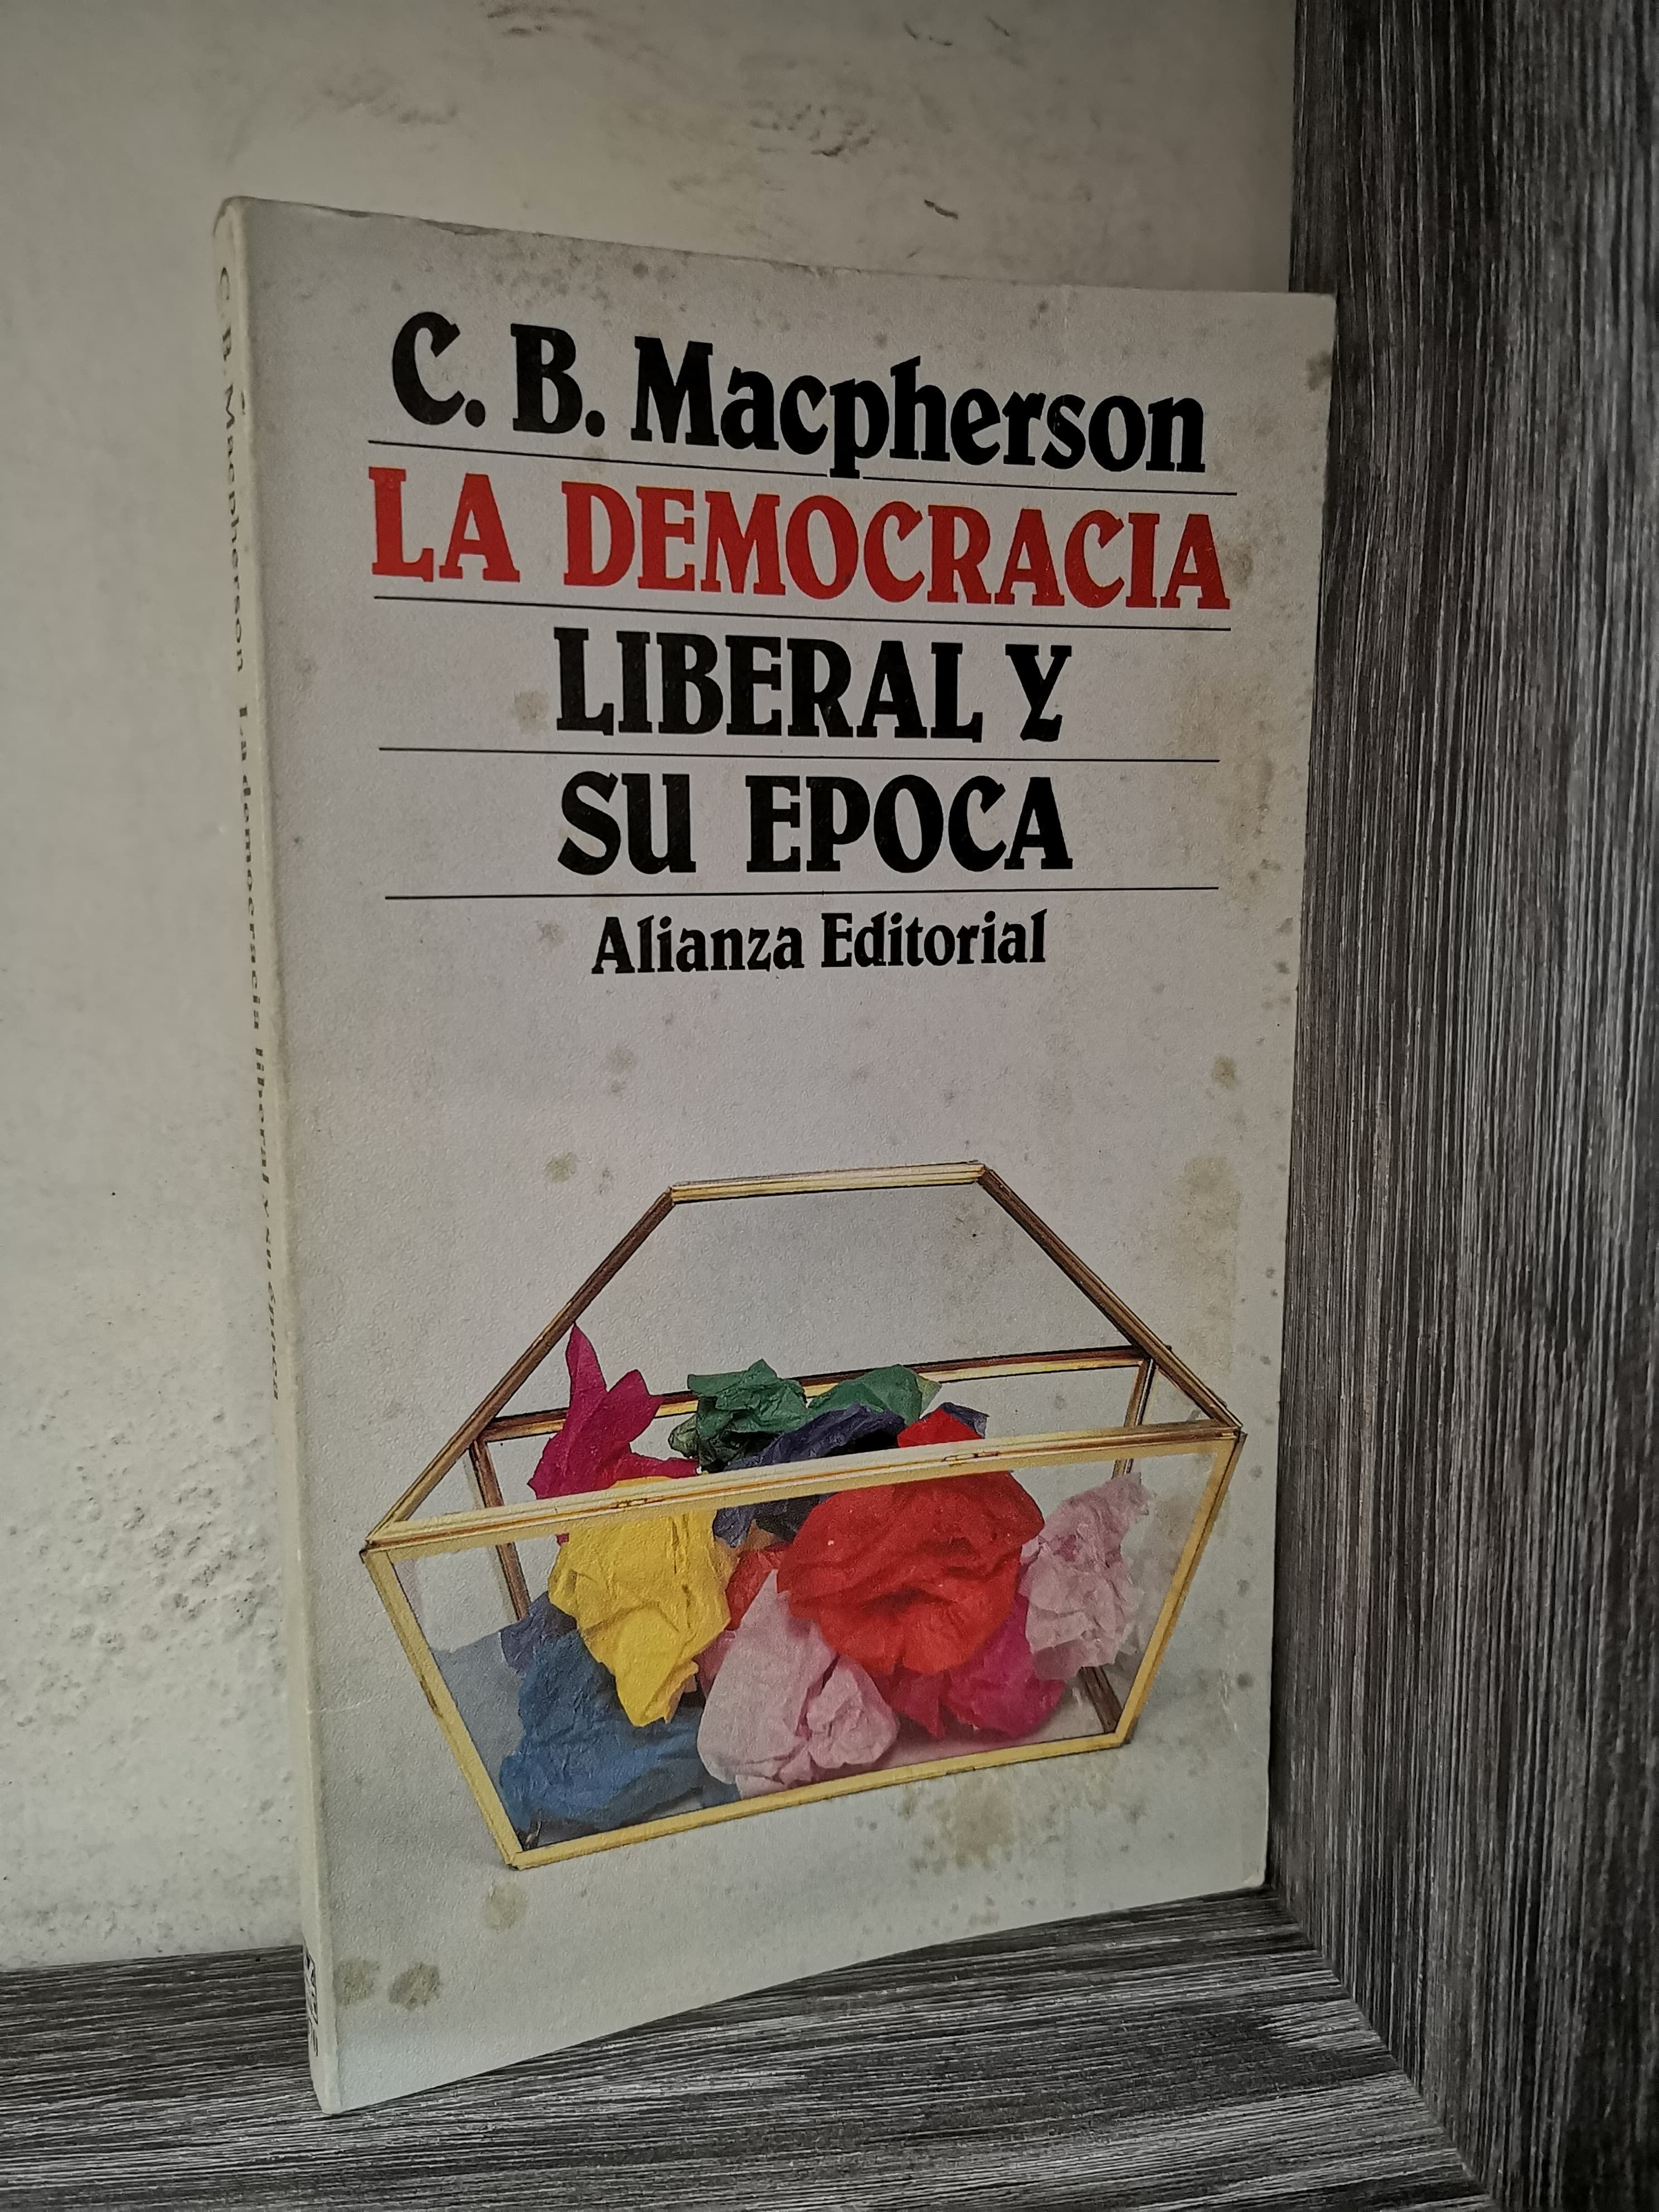 C. B. Macpherson
LA DEMOCRACIA
LIBERAL Y
SU EPOCA
Alianza Editorial
C. B. Macpherson La democracia liberal y su época